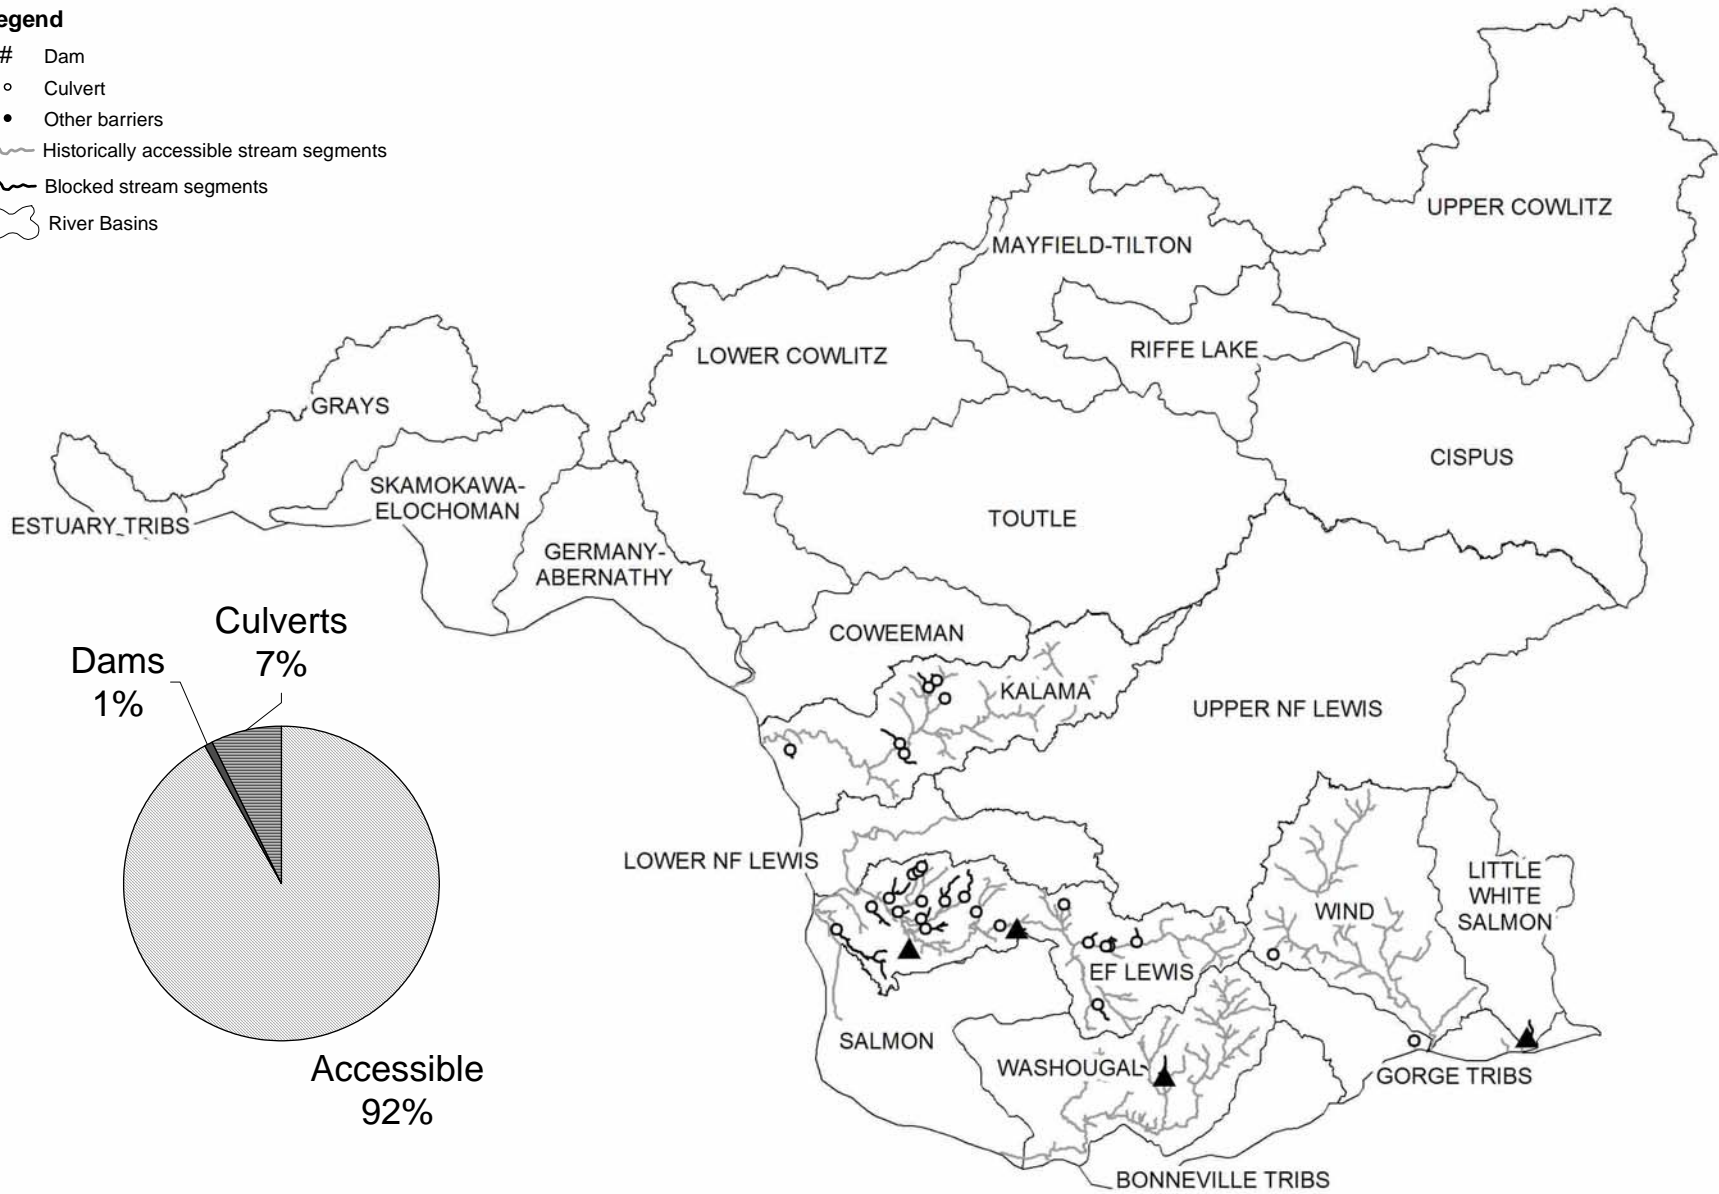 egend
# Dam
Culvert
Other barriers
Historically accessible stream segments
Blocked stream segments
River Basins
UPPER COWLITZ
MAYFIELD-TILTON
RIFFE LAKE
LOWER COWLITZ
GRAYS
CISPUS
SKAMOKAWA-
ELOCHOMAN
ESTUARY TRIBS
TOUTLE
GERMANY-
ABERNATHY
COWEEMAN
KALAMA
UPPER NF LEWIS
Culverts
7%
Dams
1%
Accessible
92%
LOWER NF LEWIS
LITTLE
WHITE
SALMON
WIND
EF LEWIS
SALMON
WASHOUGAL
GORGE TRIBS
BONNEVILLE TRIBS